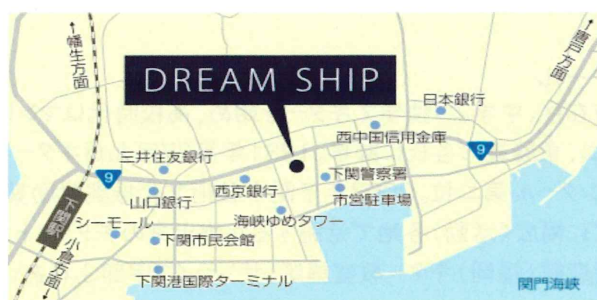 ←幡生方面
唐戸方面→
DREAM SHIP
日本銀行
西中国信用金庫
9
三井住友銀行
9
下関警察署
西京銀行
市営駐車場
山口銀行
海峡ゆめタワー
下関駅
シーモール
下関市民会館
小倉方面→
下関港国際ターミナル
関門海峡